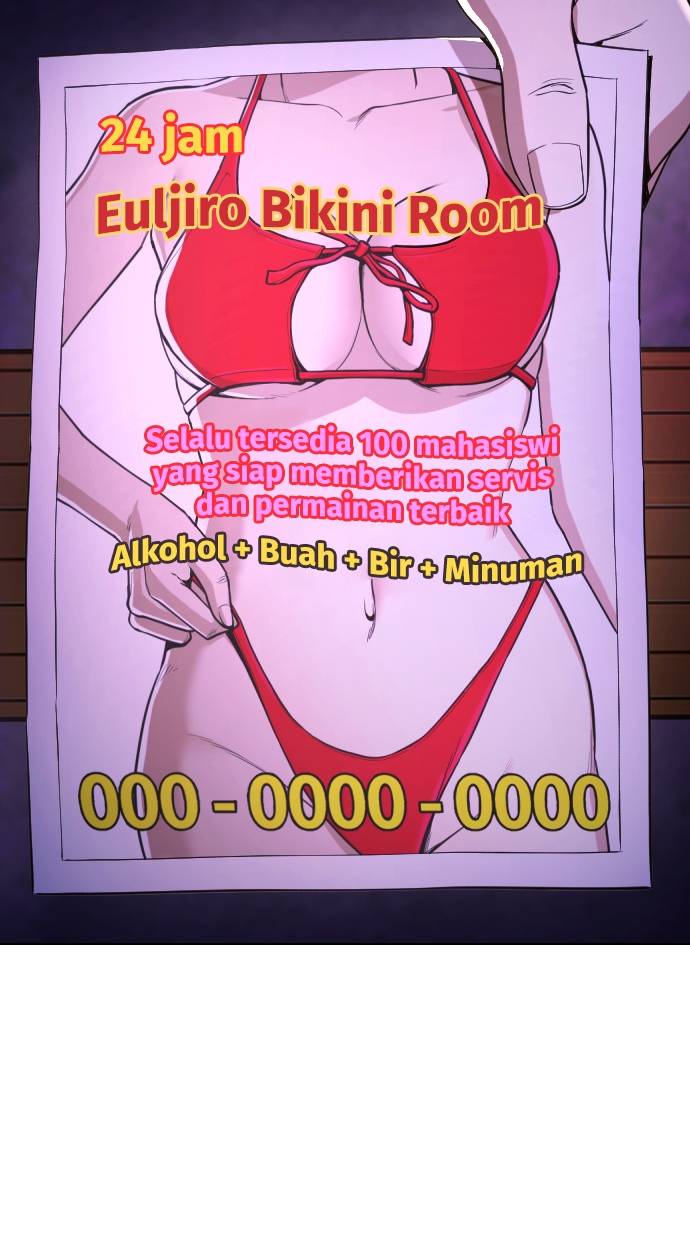 24 jam
Euljiro Bikini Room
Selalu tersedia 100 mahasiswi
yang siap memberikan servis
dan permainan terbaik
Alkohol + Buah + Bir + Minuman
000 - 0000 - 0000